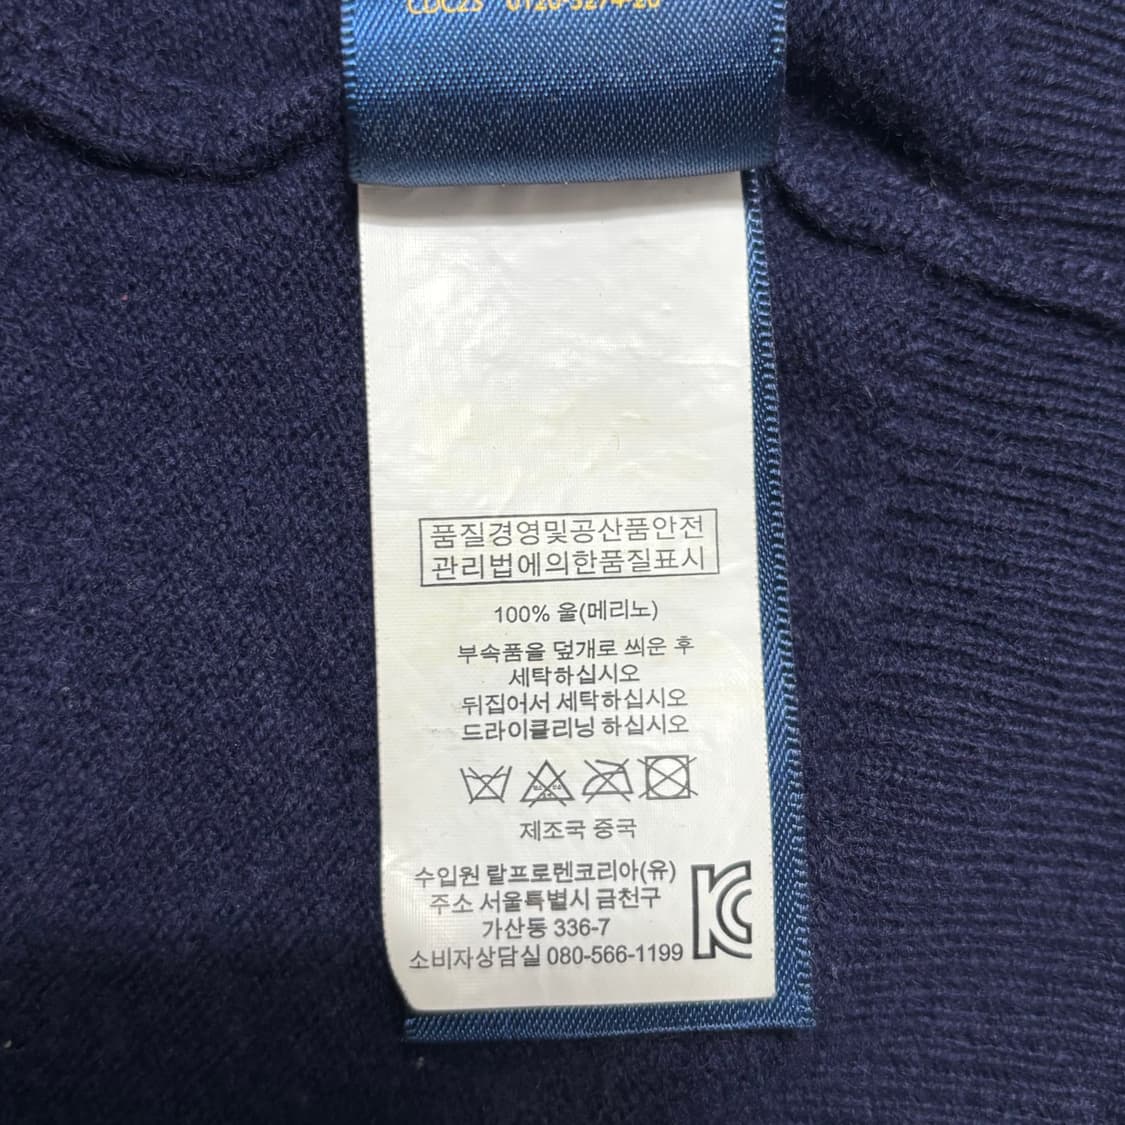 품질경영및공산품안전
관리법에의한품질표시
100% 울(메리노)
부속품을 덮개로 씌운 후
세탁하십시오
뒤집어서 세탁하십시오
드라이클리닝 하십시오
제조국 중국
수입원 랄프로렌코리아(유)
주소 서울특별시 금천구
가산동 336-7
소비자상담실 080-566-1199
KC